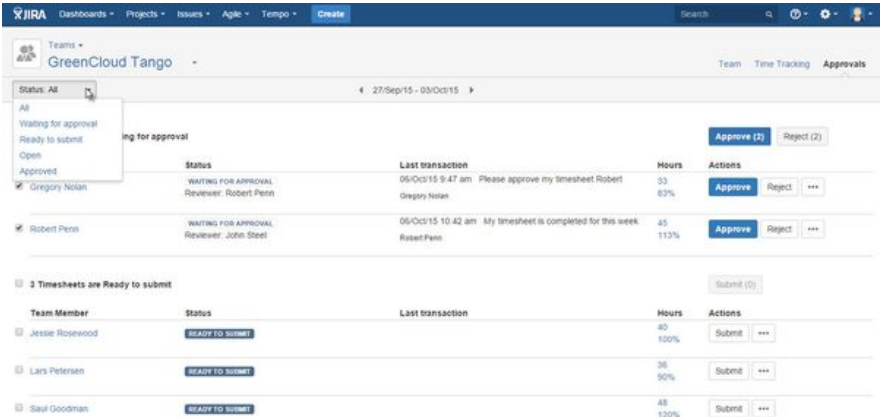 JIRA Dashboards Projects Issues Agile Tempo Create Search
Teams
GreenCloud Tango
Team Time Tracking Approvals
Status: All 27/Sep/15 - 03/Oct/15
All
Waiting for approval
Ready to submit
Open
Approved
ing for approval Approve (2) Reject (2)
Status Last transaction Hours Actions
Gregory Nolan WAITING FOR APPROVAL 06/Oct/15 9:47 am Please approve my timesheet Robert 33 Approve Reject
Reviewer: Robert Penn Gregory Nolan 83%
Robert Penn WAITING FOR APPROVAL 06/Oct/15 10:42 am My timesheet is completed for this week 45 Approve Reject
Reviewer: John Steel Robert Penn 113%
3 Timesheets are Ready to submit Submit (0)
Team Member Status Last transaction Hours Actions
Jessie Rosewood READY TO SUBMIT 40 Submit
100%
Lars Petersen READY TO SUBMIT 36 Submit
90%
Saul Goodman READY TO SUBMIT 48 Submit
120%